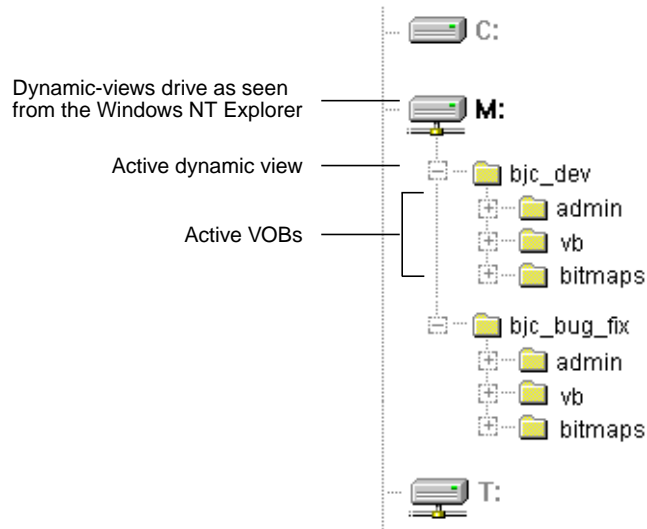 C:
Dynamic-views drive as seen
from the Windows NT Explorer
M:
Active dynamic view
bjc_dev
admin
Active VOBs
vb
bitmaps
bjc_bug_fix
admin
vb
bitmaps
T: